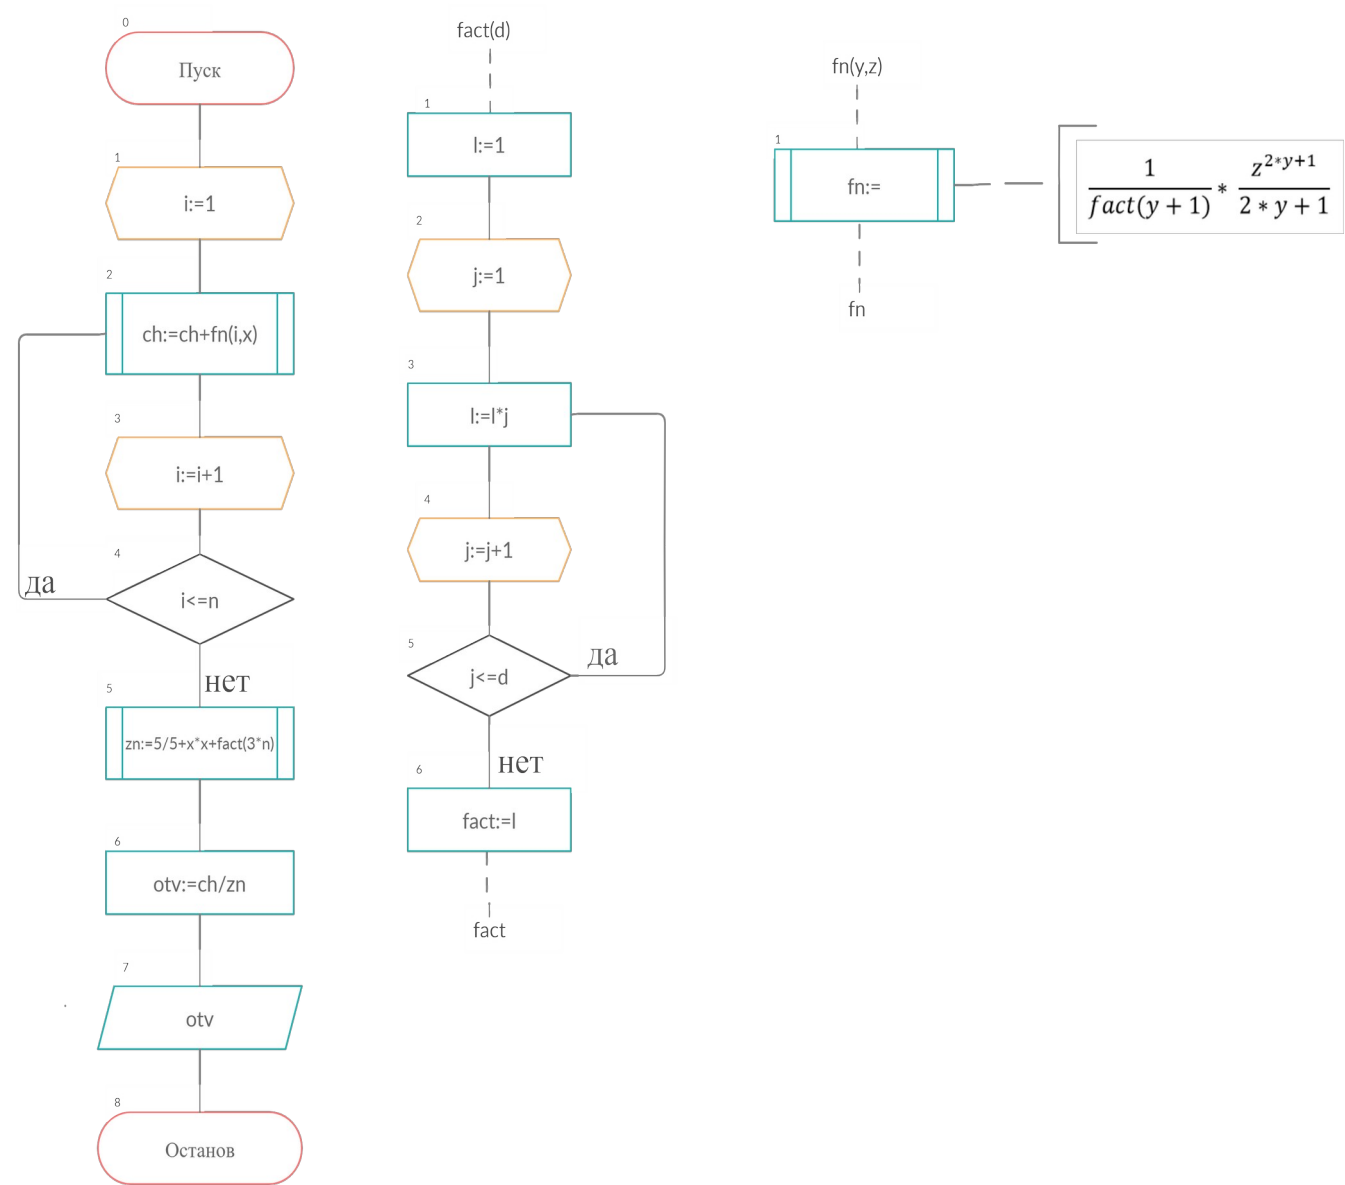 0
Пуск
1
i:=1
2
ch:=ch+fn(i,x)
3
i:=i+1
4
i<=n
да
нет
5
zn:=5/5+x*x+fact(3*n)
6
otv:=ch/zn
7
otv
8
Останов
fact(d)
1
l:=1
2
j:=1
3
l:=l*j
4
j:=j+1
5
j<=d
да
нет
6
fact:=l
fact
fn(y,z)
1
fn:=
1/fact(y + 1) * z^2*y+1/2 * y + 1
fn